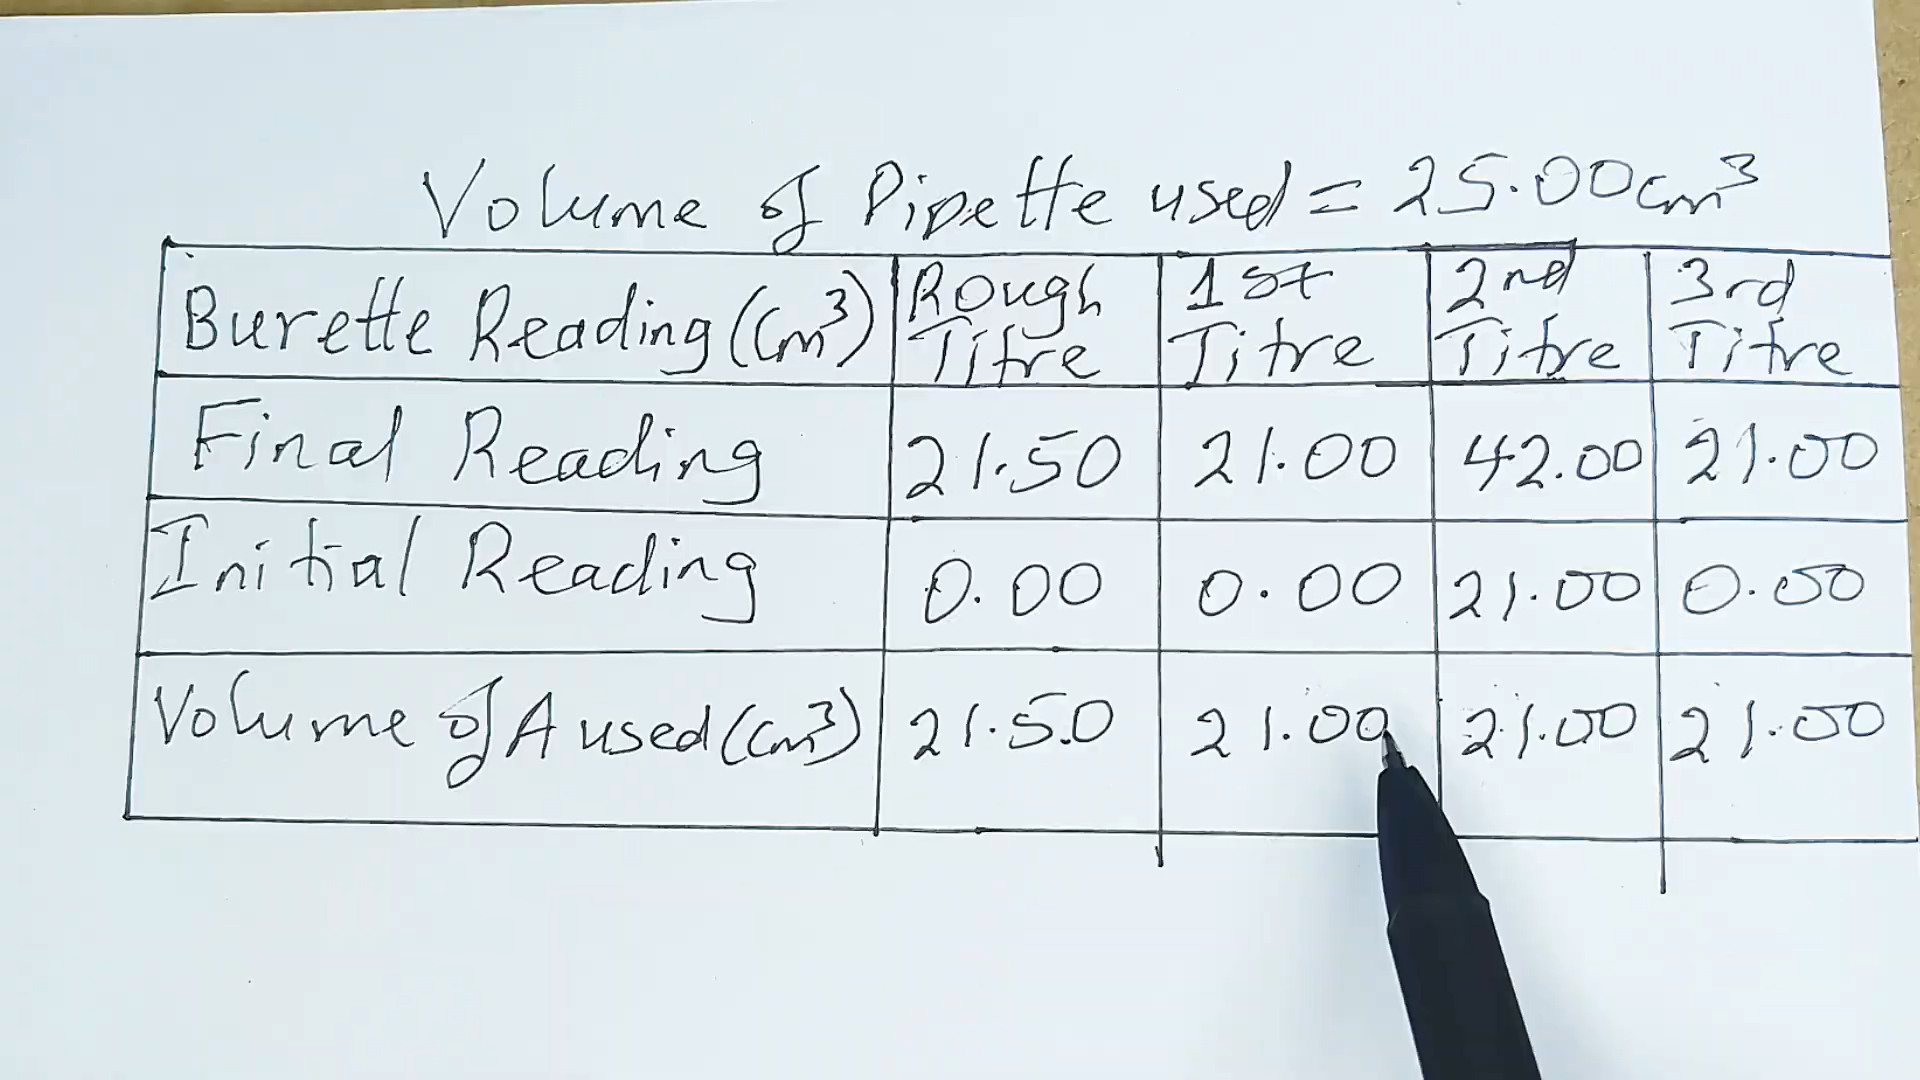 Volume of Pipette used = 25.00cm³
Burette Reading (Cm³) Rough Titre 1st Titre 2nd Titre 3rd Titre
Final Reading 21.50 21.00 42.00 21.00
Initial Reading 0.00 0.00 21.00 0.00
Volume of A used (cm³) 21.50 21.00 21.00 21.00